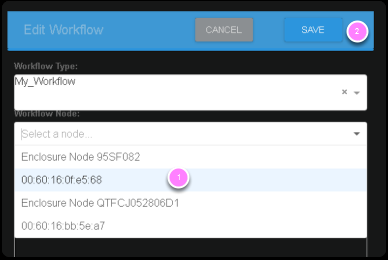 Edit Workflow
CANCEL
SAVE
2
Workflow Type:
My_Workflow
Workflow Node:
Select a node...
Enclosure Node 95SF082
00:60:16:0f:e5:68
1
Enclosure Node QTFCJ052806D1
00:60:16:bb:5e:a7